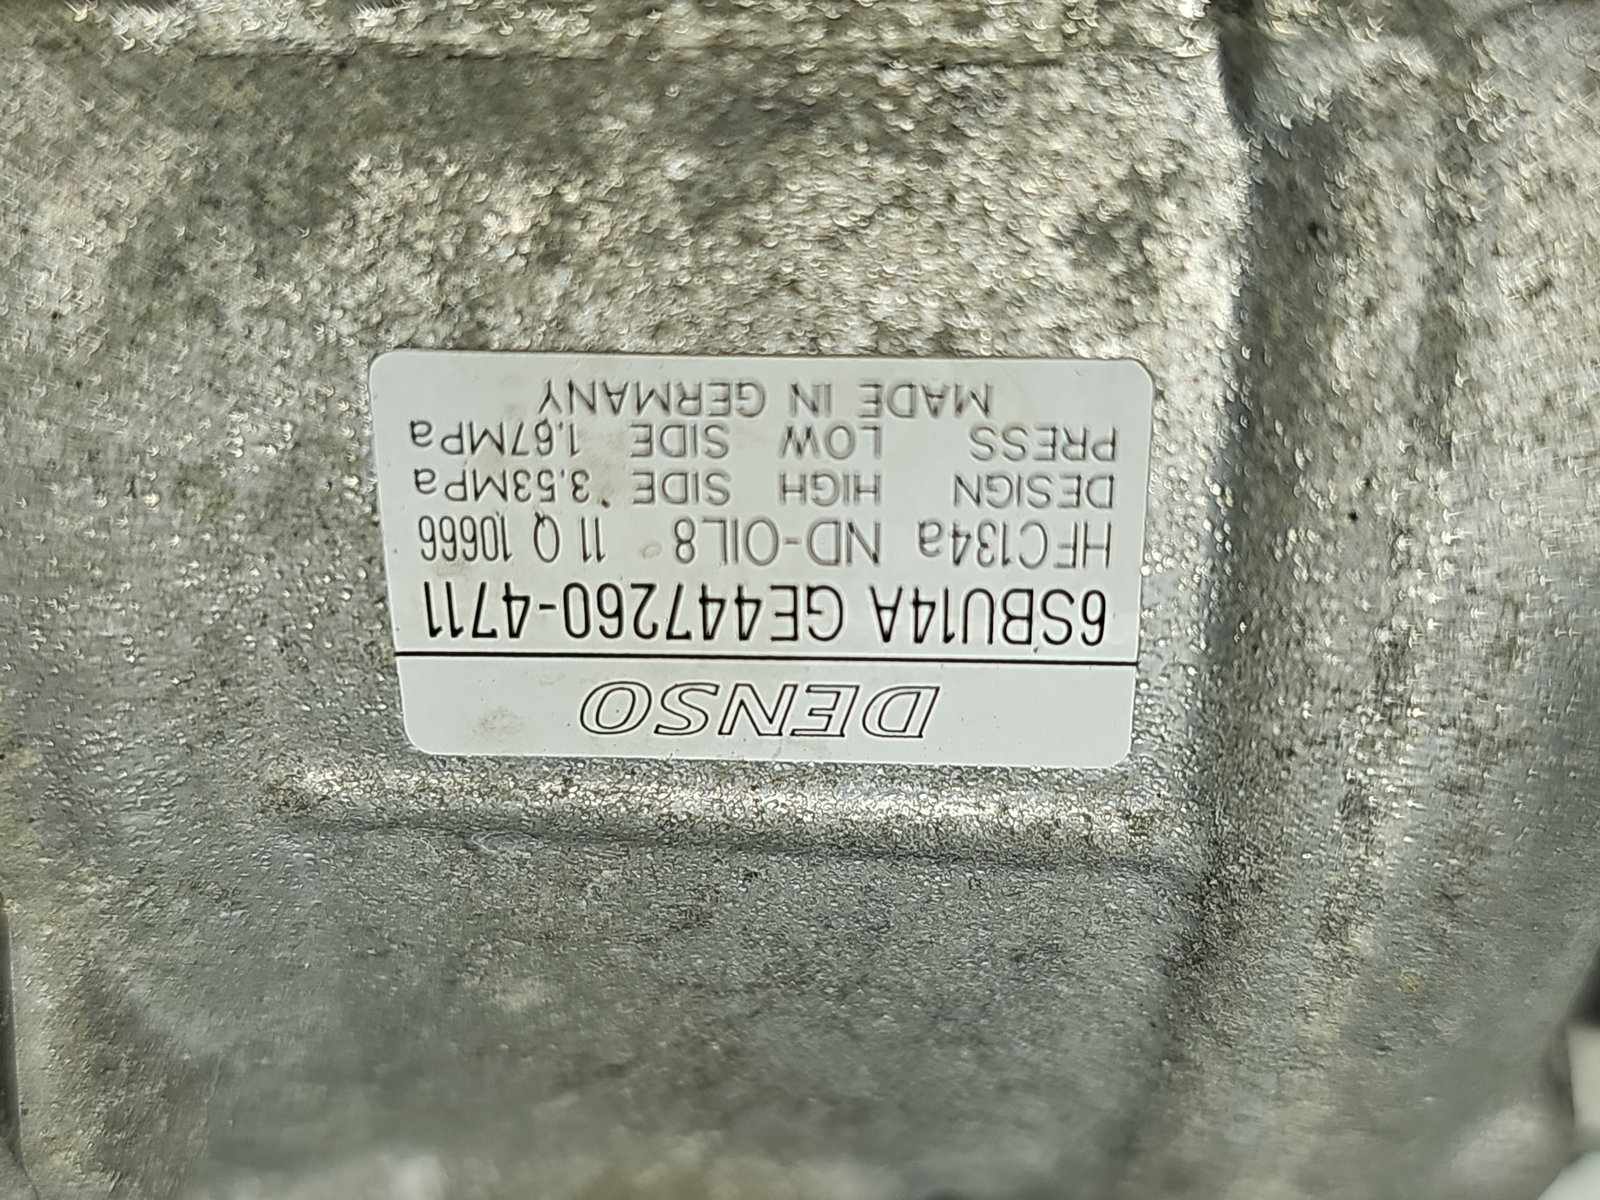 DENSO
6SBU14A GE447260-4711
HFC134a ND-OIL8 11 Q 10666
DESIGN HIGH SIDE 3.53MPa
PRESS LOW SIDE 1.67MPa
MADE IN GERMANY